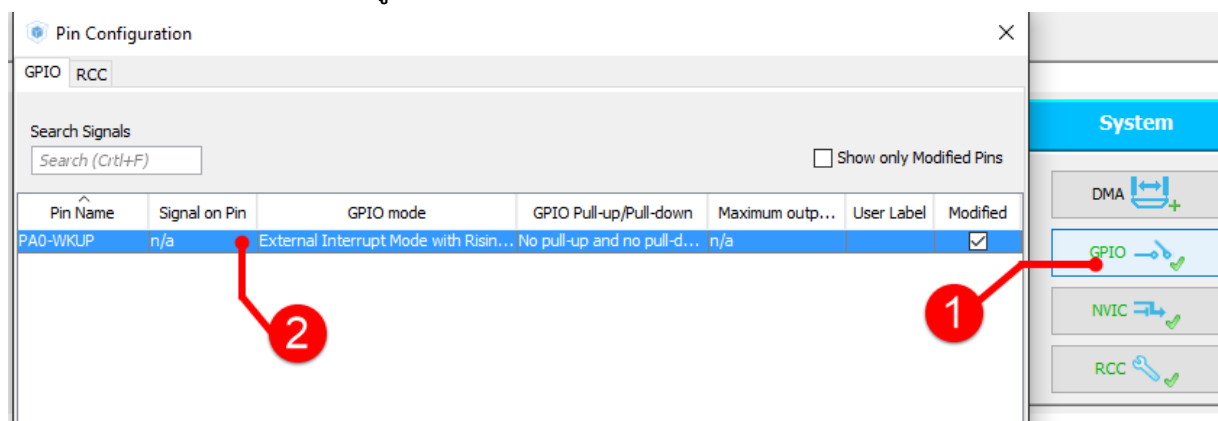 Pin Configuration
GPIO RCC
Search Signals
Search (Crtl+F)
Show only Modified Pins
Pin Name Signal on Pin GPIO mode GPIO Pull-up/Pull-down Maximum outp... User Label Modified
PA0-WKUP n/a External Interrupt Mode with Risin... No pull-up and no pull-d... n/a
2
1
System
DMA
GPIO
NVIC
RCC